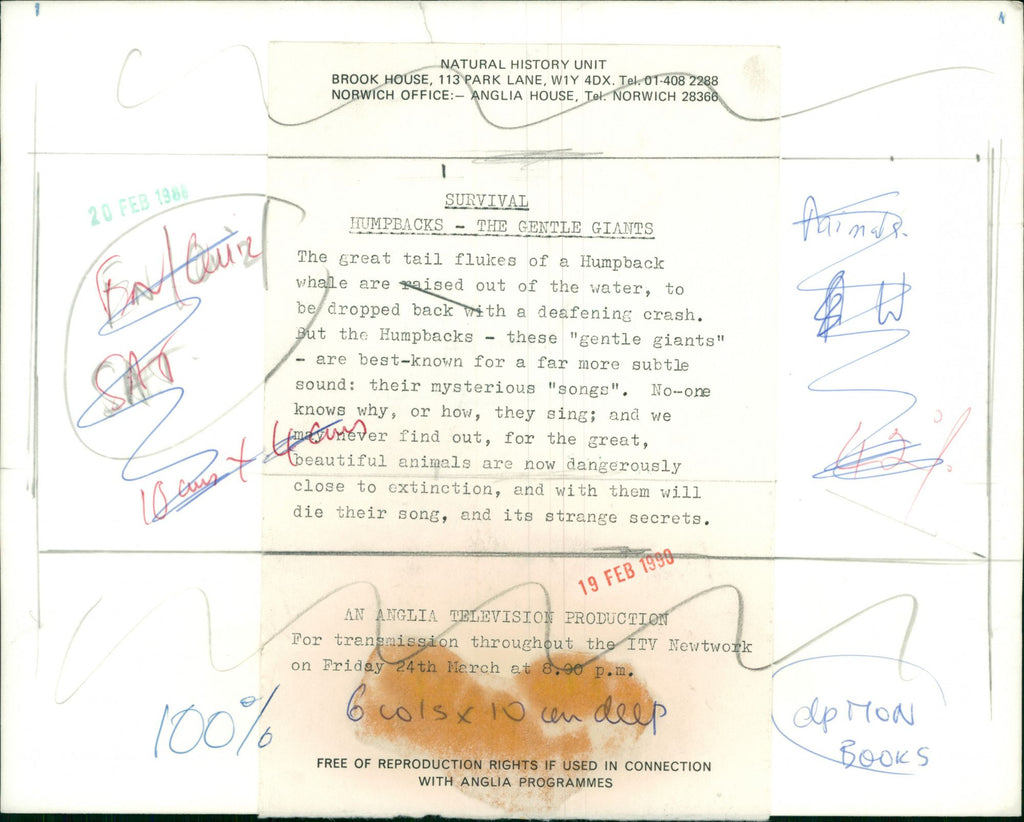 NATURAL HISTORY UNIT
BROOK HOUSE, 113 PARK LANE, W1Y 4DX. Tel. 01-408 2288
NORWICH OFFICE:– ANGLIA HOUSE, Tel. NORWICH 28366
20 FEB 1988
SURVIVAL
HUMPBACKS - THE GENTLE GIANTS
The great tail flukes of a Humpback
whale are raised out of the water, to
be dropped back with a deafening crash.
But the Humpbacks - these "gentle giants"
- are best-known for a far more subtle
sound: their mysterious "songs". No-one
knows why, or how, they sing; and we
may never find out, for the great,
beautiful animals are now dangerously
close to extinction, and with them will
die their song, and its strange secrets.
SAT
10 cms x 4 cms
Animals.
19 FEB 1990
AN ANGLIA TELEVISION PRODUCTION
For transmission throughout the ITV Newtwork
on Friday 24th March at 8.00 p.m.
100%
6 cols x 10 cm deep
dp MON
BOOKS
FREE OF REPRODUCTION RIGHTS IF USED IN CONNECTION
WITH ANGLIA PROGRAMMES